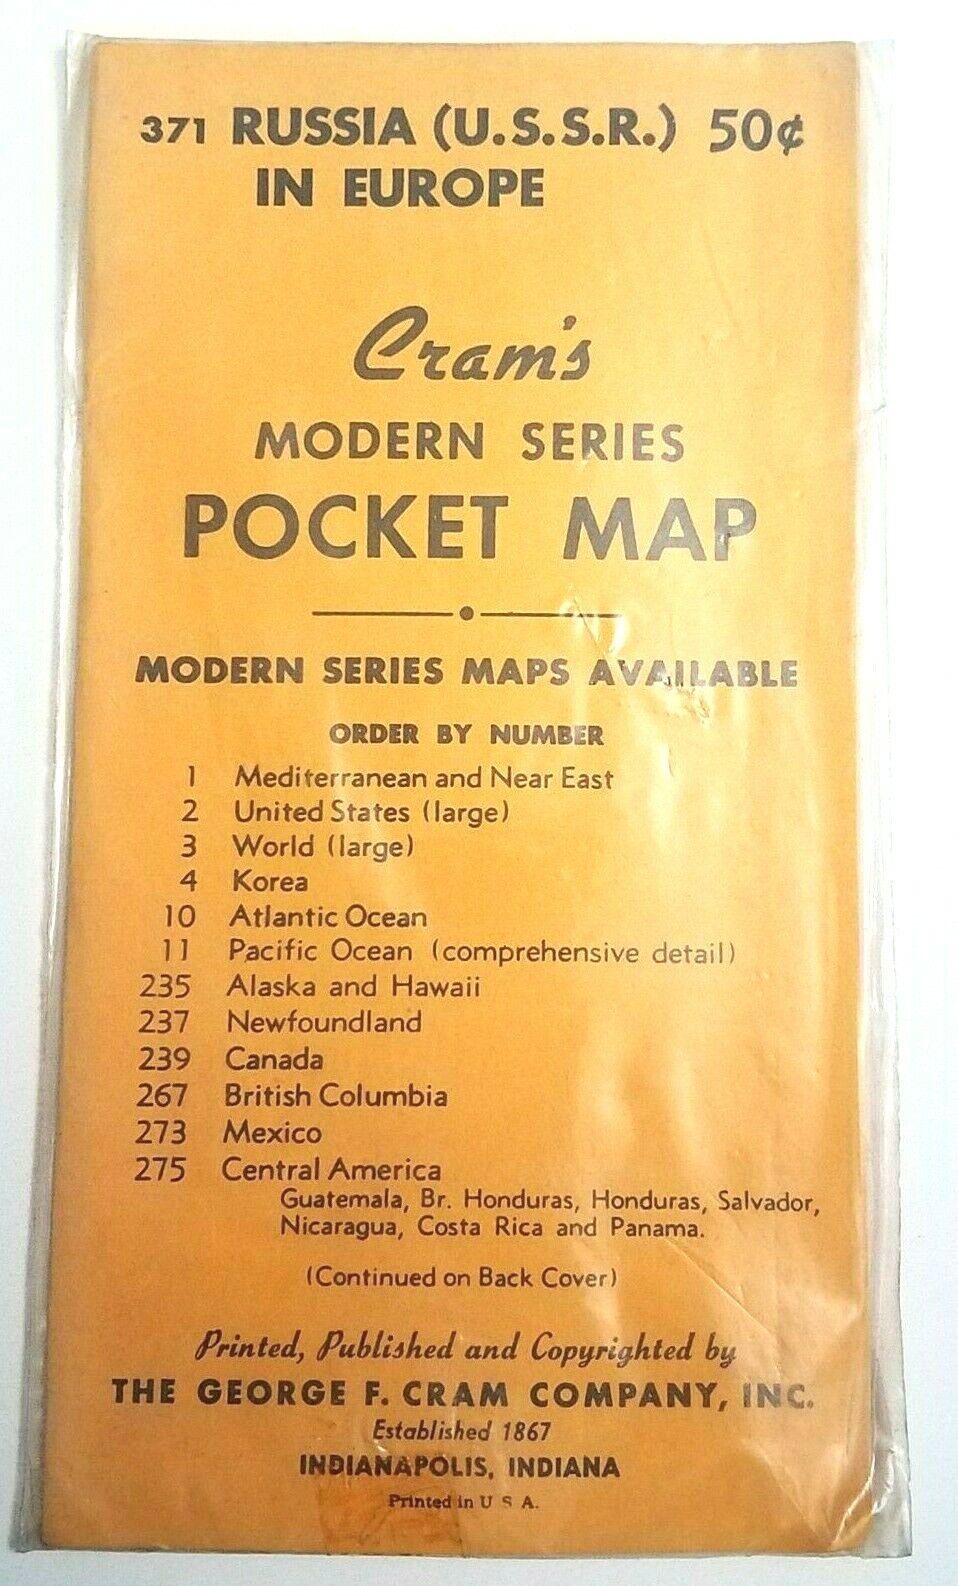 371 RUSSIA (U.S.S.R.) 50¢
IN EUROPE
Cram's
MODERN SERIES
POCKET MAP
MODERN SERIES MAPS AVAILABLE
ORDER BY NUMBER
1 Mediterranean and Near East
2 United States (large)
3 World (large)
4 Korea
10 Atlantic Ocean
11 Pacific Ocean (comprehensive detail)
235 Alaska and Hawaii
237 Newfoundland
239 Canada
267 British Columbia
273 Mexico
275 Central America
Guatemala, Br. Honduras, Honduras, Salvador,
Nicaragua, Costa Rica and Panama.
(Continued on Back Cover)
Printed, Published and Copyrighted by
THE GEORGE F. CRAM COMPANY, INC.
Established 1867
INDIANAPOLIS, INDIANA
Printed in U S A.